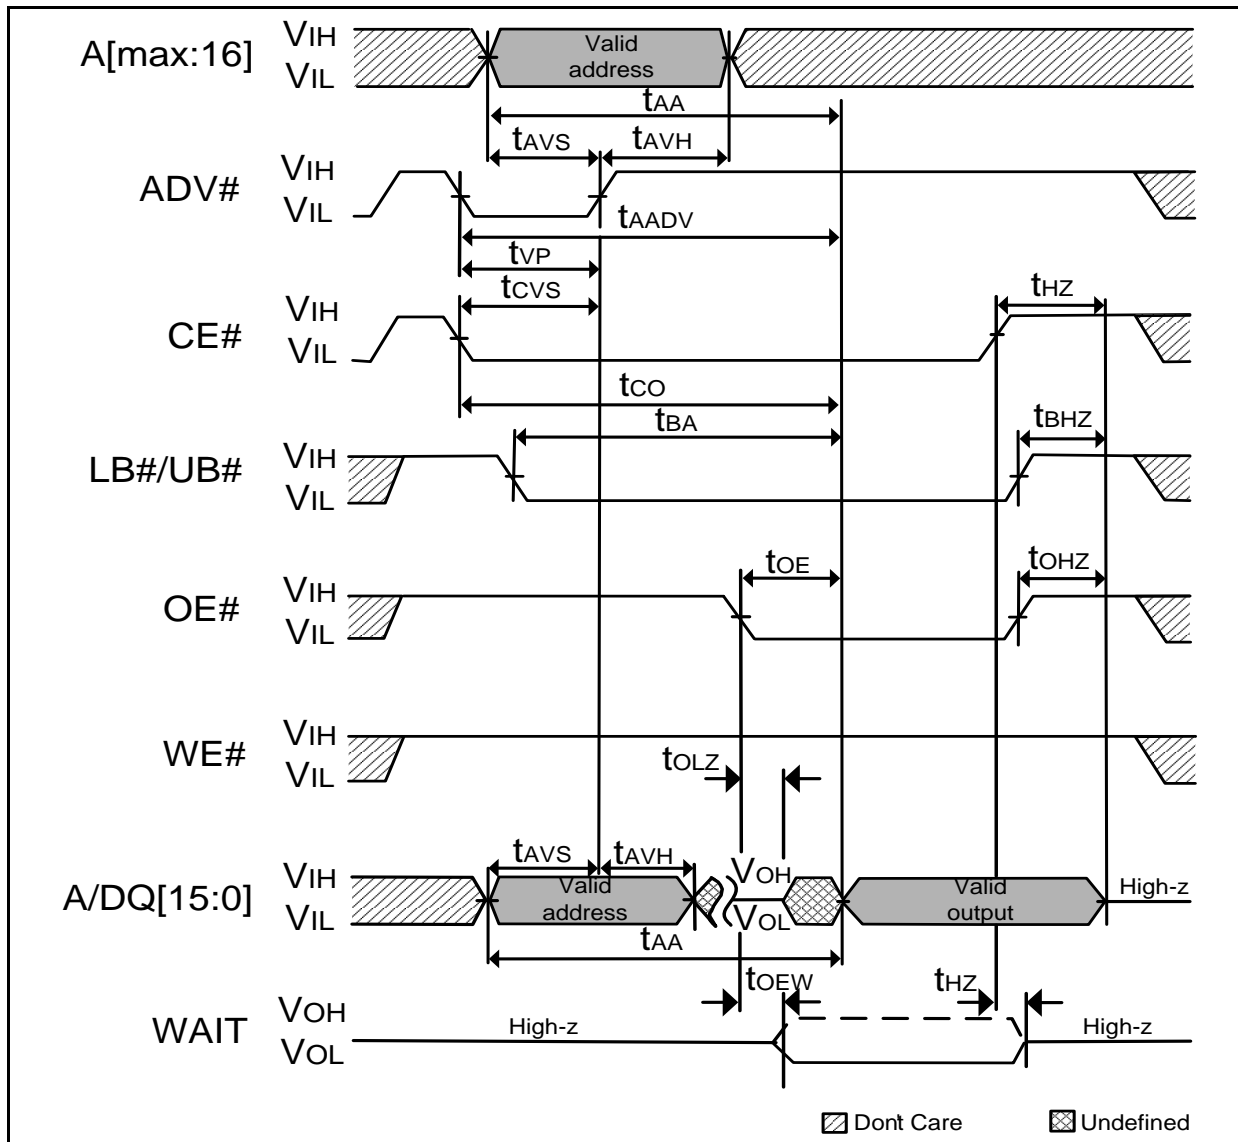 A[max:16] VIH Valid address
VIL
tAA
tAVS tAVH
ADV# VIH
VIL
tAADV
tVP
tCVS
CE# VIH tHZ
VIL
tCO
tBA
LB#/UB# VIH tBHZ
VIL
OE# VIH tOE tOHZ
VIL
WE# VIH
VIL
tOLZ
tAVS tAVH
A/DQ[15:0] VIH Valid address VOH Valid output High-z
VIL VOL
tAA
tOEW tHZ
WAIT VOH High-z High-z
VOL
Don't Care Undefined